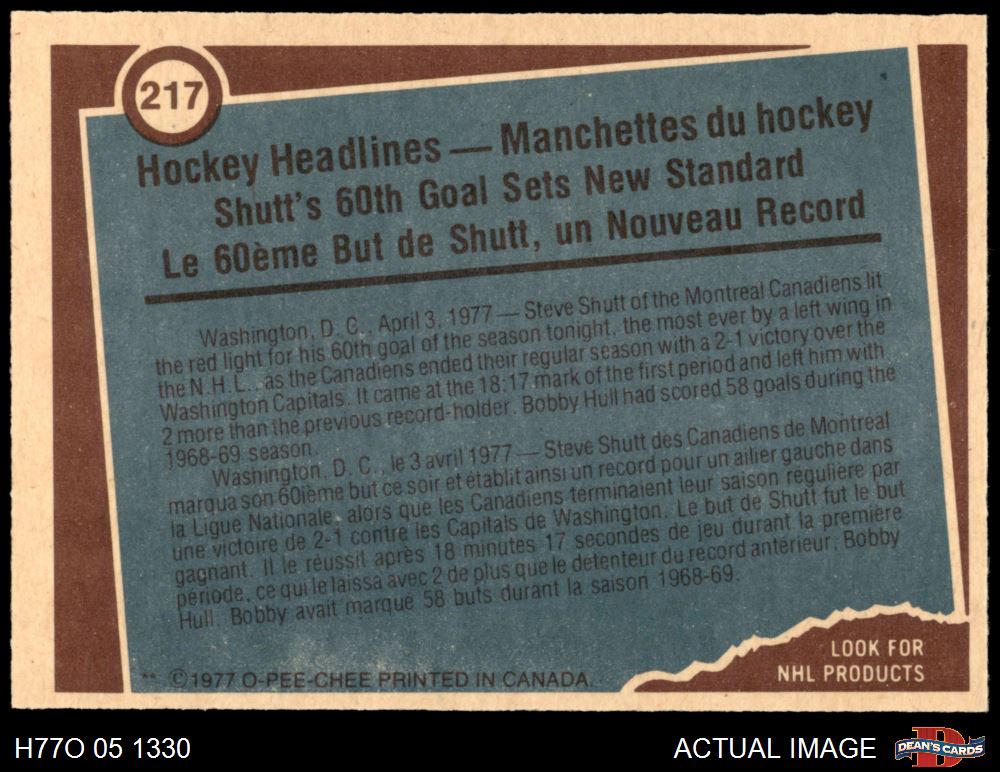 217
Hockey Headlines — Manchettes du hockey
Shutt's 60th Goal Sets New Standard
Le 60ème But de Shutt, un Nouveau Record
Washington, D. C., April 3, 1977 — Steve Shutt of the Montreal Canadiens lit
the red light for his 60th goal of the season tonight, the most ever by a left wing in
the N.H.L., as the Canadiens ended their regular season with a 2-1 victory over the
Washington Capitals. It came at the 18:17 mark of the first period and left him with
2 more than the previous record-holder. Bobby Hull had scored 58 goals during the
1968-69 season.
Washington, D. C., le 3 avril 1977 — Steve Shutt des Canadiens de Montreal
marqua son 60ième but ce soir et établit ainsi un record pour un ailier gauche dans
la Ligue Nationale, alors que les Canadiens terminaient leur saison régulière par
une victoire de 2-1 contre les Capitals de Washington. Le but de Shutt fut le but
gagnant. Il le réussit après 18 minutes 17 secondes de jeu durant la première
période, ce qui le laissa avec 2 de plus que le détenteur du record antérieur, Bobby
Hull. Bobby avait marqué 58 buts durant la saison 1968-69.
LOOK FOR
NHL PRODUCTS
** ©1977 O-PEE-CHEE PRINTED IN CANADA.
H77O 05 1330
ACTUAL IMAGE
D
DEAN'S CARDS